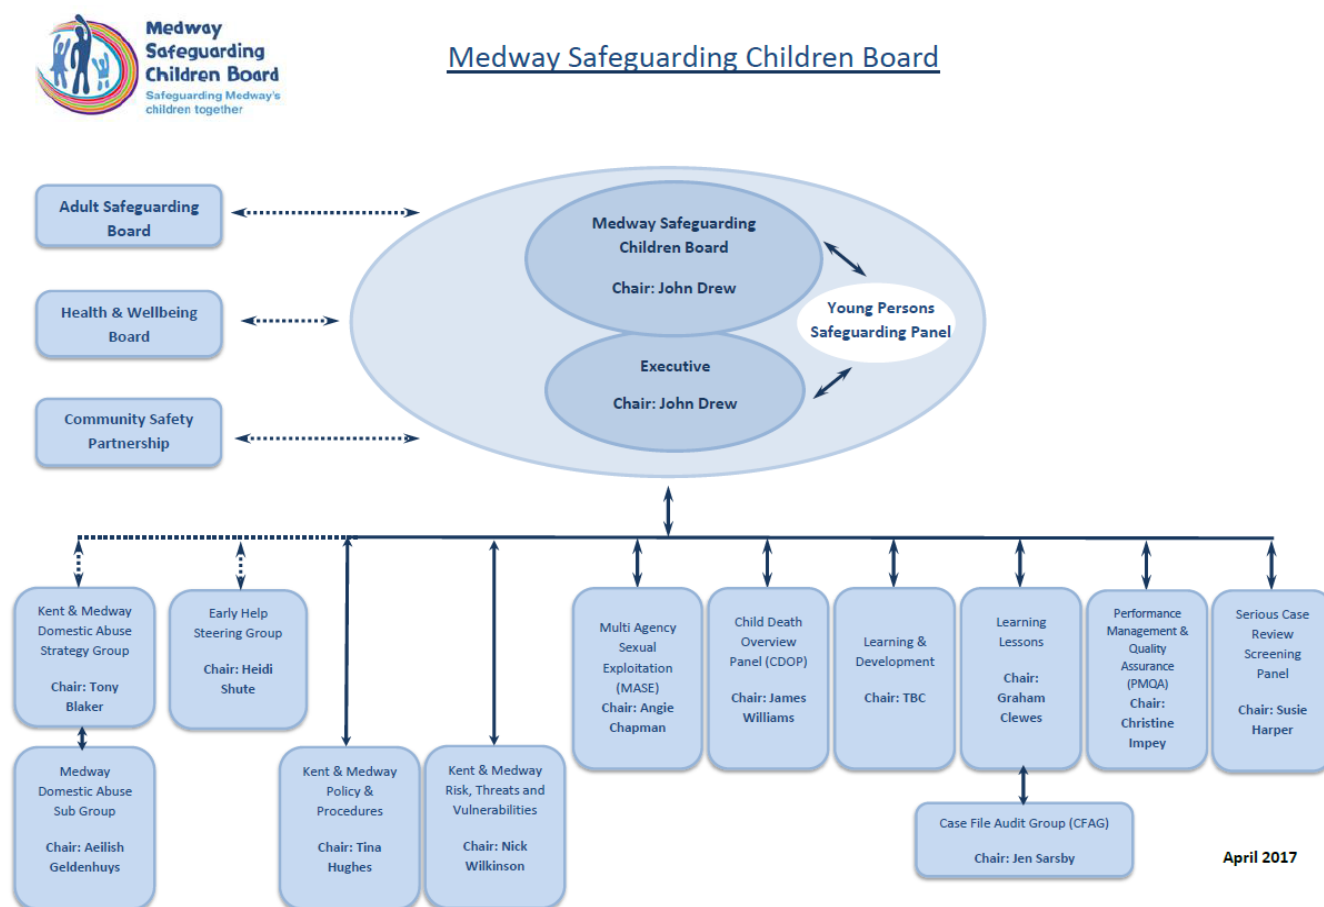 Medway
Safeguarding
Children Board
Safeguarding Medway's
children together
Medway Safeguarding Children Board
Adult Safeguarding
Board
Health & Wellbeing
Board
Community Safety
Partnership
Medway Safeguarding
Children Board
Chair: John Drew
Executive
Chair: John Drew
Young Persons
Safeguarding Panel
Kent & Medway
Domestic Abuse
Strategy Group
Chair: Tony
Blaker
Early Help
Steering Group
Chair: Heidi
Shute
Multi Agency
Sexual
Exploitation
(MASE)
Chair: Angie
Chapman
Child Death
Overview
Panel (CDOP)
Chair: James
Williams
Learning &
Development
Chair: TBC
Learning
Lessons
Chair:
Graham
Clewes
Performance
Management &
Quality
Assurance
(PMQA)
Chair:
Christine
Impey
Serious Case
Review
Screening
Panel
Chair: Susie
Harper
Medway
Domestic Abuse
Sub Group
Chair: Aeilish
Geldenhuys
Kent & Medway
Policy &
Procedures
Chair: Tina
Hughes
Kent & Medway
Risk, Threats and
Vulnerabilities
Chair: Nick
Wilkinson
Case File Audit Group (CFAG)
Chair: Jen Sarsby
April 2017